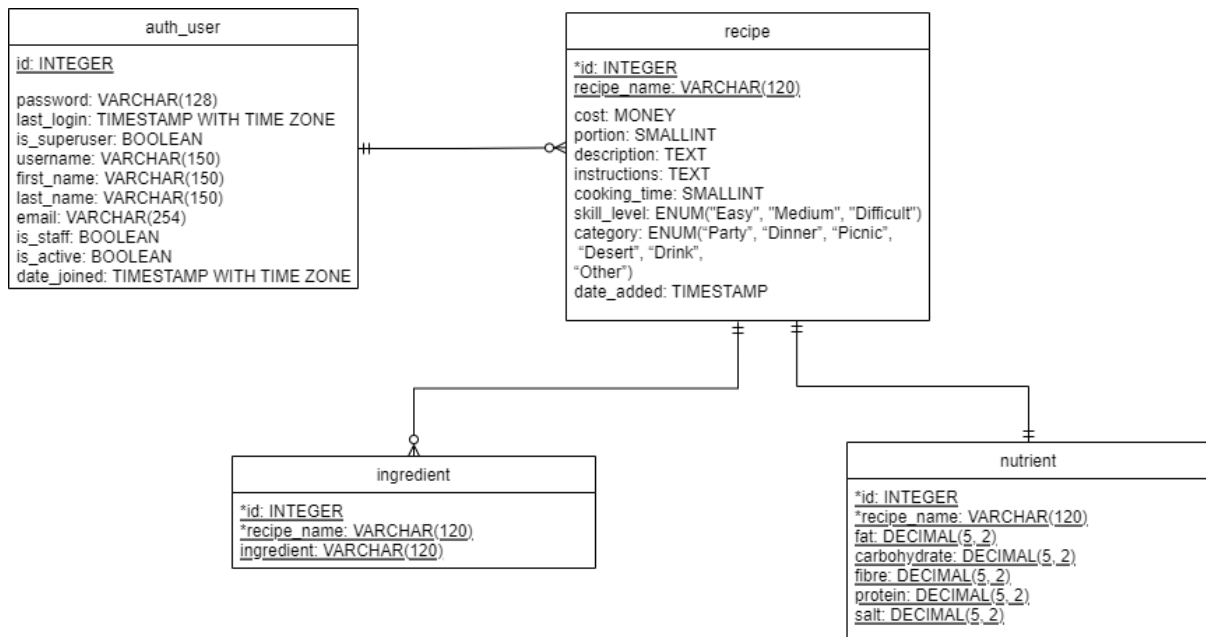 auth_user
id: INTEGER
password: VARCHAR(128)
last_login: TIMESTAMP WITH TIME ZONE
is_superuser: BOOLEAN
username: VARCHAR(150)
first_name: VARCHAR(150)
last_name: VARCHAR(150)
email: VARCHAR(254)
is_staff: BOOLEAN
is_active: BOOLEAN
date_joined: TIMESTAMP WITH TIME ZONE
recipe
*id: INTEGER
recipe_name: VARCHAR(120)
cost: MONEY
portion: SMALLINT
description: TEXT
instructions: TEXT
cooking_time: SMALLINT
skill_level: ENUM("Easy", "Medium", "Difficult")
category: ENUM(“Party”, “Dinner”, “Picnic”,
“Desert”, “Drink”,
“Other”)
date_added: TIMESTAMP
ingredient
*id: INTEGER
*recipe_name: VARCHAR(120)
ingredient: VARCHAR(120)
nutrient
*id: INTEGER
*recipe_name: VARCHAR(120)
fat: DECIMAL(5, 2)
carbohydrate: DECIMAL(5, 2)
fibre: DECIMAL(5, 2)
protein: DECIMAL(5, 2)
salt: DECIMAL(5, 2)